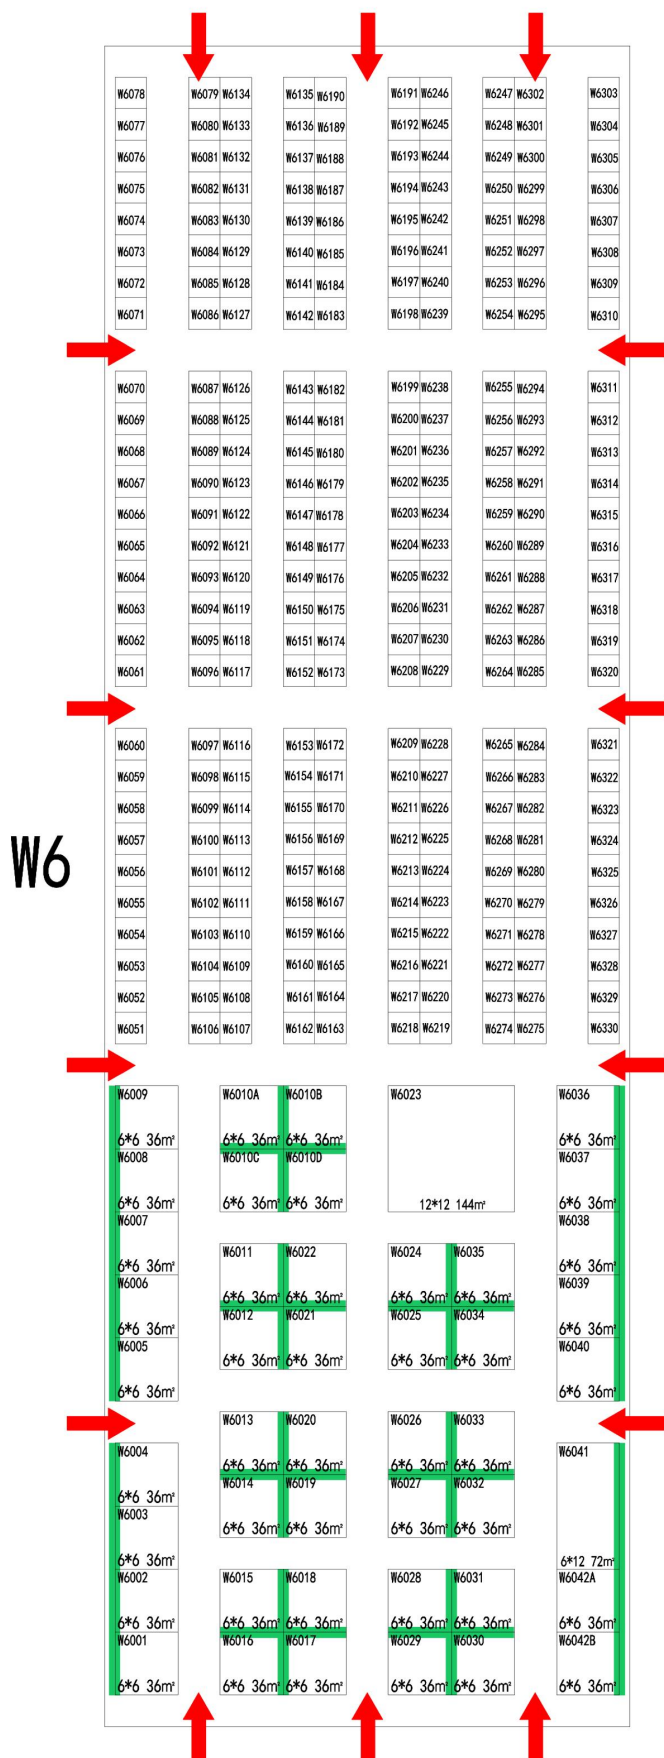 W6078 W6079 W6134 W6135 W6190 W6191 W6246 W6247 W6302 W6303
W6077 W6080 W6133 W6136 W6189 W6192 W6245 W6248 W6301 W6304
W6076 W6081 W6132 W6137 W6188 W6193 W6244 W6249 W6300 W6305
W6075 W6082 W6131 W6138 W6187 W6194 W6243 W6250 W6299 W6306
W6074 W6083 W6130 W6139 W6186 W6195 W6242 W6251 W6298 W6307
W6073 W6084 W6129 W6140 W6185 W6196 W6241 W6252 W6297 W6308
W6072 W6085 W6128 W6141 W6184 W6197 W6240 W6253 W6296 W6309
W6071 W6086 W6127 W6142 W6183 W6198 W6239 W6254 W6295 W6310
W6070 W6087 W6126 W6143 W6182 W6199 W6238 W6255 W6294 W6311
W6069 W6088 W6125 W6144 W6181 W6200 W6237 W6256 W6293 W6312
W6068 W6089 W6124 W6145 W6180 W6201 W6236 W6257 W6292 W6313
W6067 W6090 W6123 W6146 W6179 W6202 W6235 W6258 W6291 W6314
W6066 W6091 W6122 W6147 W6178 W6203 W6234 W6259 W6290 W6315
W6065 W6092 W6121 W6148 W6177 W6204 W6233 W6260 W6289 W6316
W6064 W6093 W6120 W6149 W6176 W6205 W6232 W6261 W6288 W6317
W6063 W6094 W6119 W6150 W6175 W6206 W6231 W6262 W6287 W6318
W6062 W6095 W6118 W6151 W6174 W6207 W6230 W6263 W6286 W6319
W6061 W6096 W6117 W6152 W6173 W6208 W6229 W6264 W6285 W6320
W6060 W6097 W6116 W6153 W6172 W6209 W6228 W6265 W6284 W6321
W6059 W6098 W6115 W6154 W6171 W6210 W6227 W6266 W6283 W6322
W6058 W6099 W6114 W6155 W6170 W6211 W6226 W6267 W6282 W6323
W6057 W6100 W6113 W6156 W6169 W6212 W6225 W6268 W6281 W6324
W6
W6056 W6101 W6112 W6157 W6168 W6213 W6224 W6269 W6280 W6325
W6055 W6102 W6111 W6158 W6167 W6214 W6223 W6270 W6279 W6326
W6054 W6103 W6110 W6159 W6166 W6215 W6222 W6271 W6278 W6327
W6053 W6104 W6109 W6160 W6165 W6216 W6221 W6272 W6277 W6328
W6052 W6105 W6108 W6161 W6164 W6217 W6220 W6273 W6276 W6329
W6051 W6106 W6107 W6162 W6163 W6218 W6219 W6274 W6275 W6330
W6009 W6010A W6010B W6023 W6036
6*6 36㎡ 6*6 36㎡ 6*6 36㎡ 6*6 36㎡
W6008 W6010C W6010D W6037
6*6 36㎡ 6*6 36㎡ 6*6 36㎡ 12*12 144㎡ 6*6 36㎡
W6007 W6038
W6011 W6022 W6024 W6035
6*6 36㎡ 6*6 36㎡
W6006 W6039
6*6 36㎡ 6*6 36㎡ 6*6 36㎡ 6*6 36㎡
W6012 W6021 W6025 W6034
6*6 36㎡ 6*6 36㎡
W6005 W6040
6*6 36㎡ 6*6 36㎡ 6*6 36㎡ 6*6 36㎡
6*6 36㎡ 6*6 36㎡
W6013 W6020 W6026 W6033
W6004 W6041
6*6 36㎡ 6*6 36㎡ 6*6 36㎡ 6*6 36㎡
W6014 W6019 W6027 W6032
6*6 36㎡
W6003
6*6 36㎡ 6*6 36㎡ 6*6 36㎡ 6*6 36㎡
6*6 36㎡ 6*12 72㎡
W6002 W6015 W6018 W6028 W6031 W6042A
6*6 36㎡ 6*6 36㎡ 6*6 36㎡ 6*6 36㎡ 6*6 36㎡ 6*6 36㎡
W6001 W6016 W6017 W6029 W6030 W6042B
6*6 36㎡ 6*6 36㎡ 6*6 36㎡ 6*6 36㎡ 6*6 36㎡ 6*6 36㎡